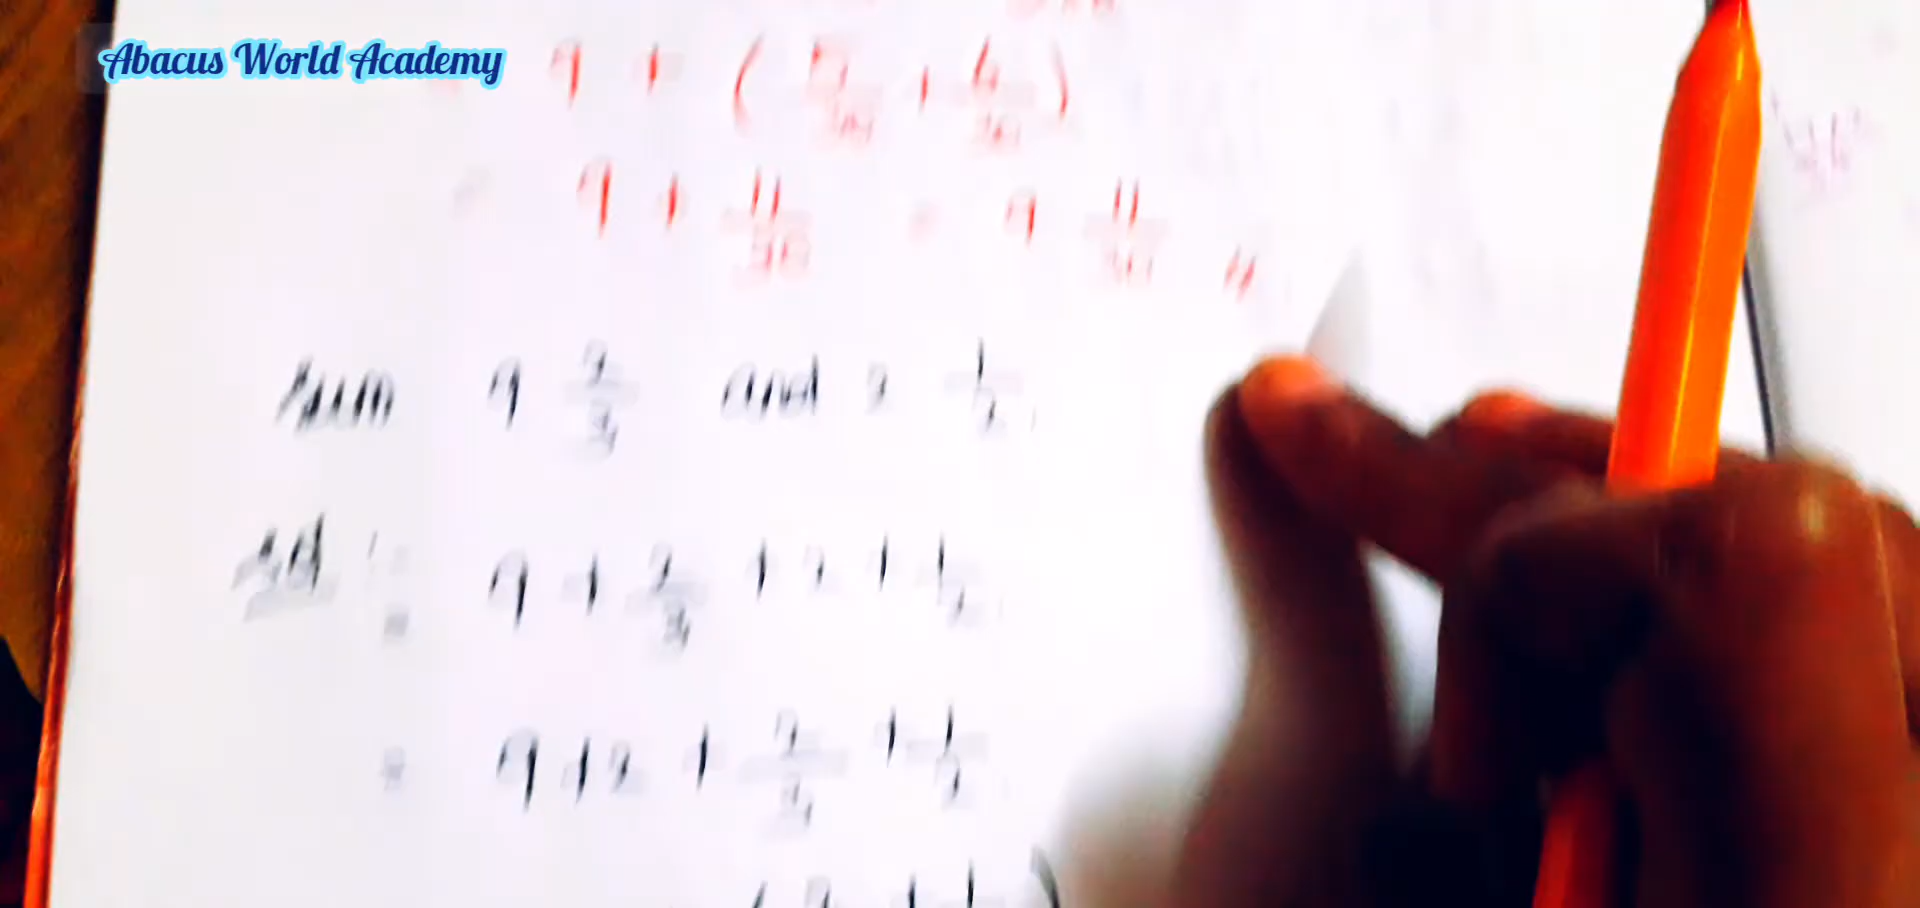 Abacus World Academy
9 + (5/30 + 6/30)
= 9 + 11/30 = 9 11/30 "
sum 9 2/3 and 2 1/2
Sol:
= 9 + 2/3 + 2 + 1/2
= 9 + 2 + 2/3 + 1/2